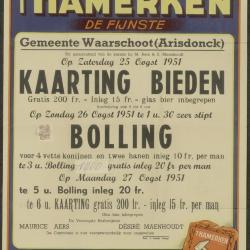 THAMERKEN
DE FIJNSTE
Gemeente Waarschoot (Arisdonck)
Op Zaterdag 25 Oogst 1951
KAARTING BIEDEN
Gratis 200 fr. - Inleg 15 fr. - glas bier inbegrepen
Op Zondag 26 Oogst 1951 te 1 u. 30 zeer stipt
BOLLING
voor 4 vette konijnen en twee hanen inleg 10 fr. per man
te 3 u. BOLLING gratis inleg 20 fr. per man
Op Maandag 27 Oogst 1951
te 5 u. Bolling inleg 20 fr.
te 6 u. KAARTING gratis 200 fr. - inleg 15 fr. per man
MAURICE AERS DÉSIRÉ MAENHOUDT
THAMERKEN